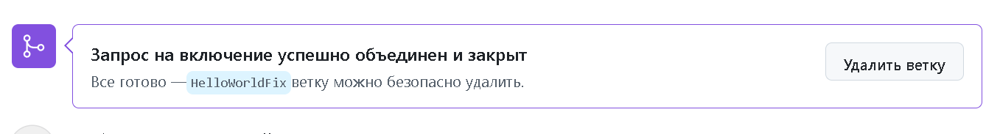 Запрос на включение успешно объединен и закрыт
Все готово — HelloWorldFix ветку можно безопасно удалить.
Удалить ветку